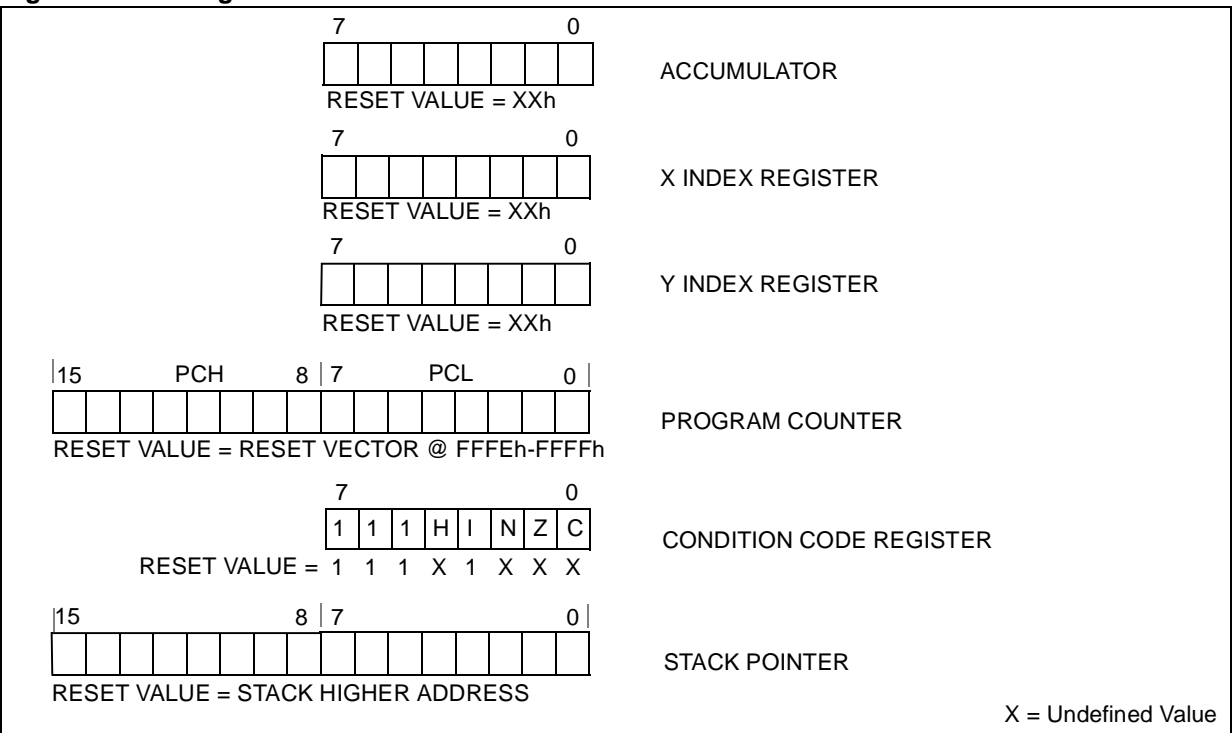 7 0
ACCUMULATOR
RESET VALUE = XXh
7 0
X INDEX REGISTER
RESET VALUE = XXh
7 0
Y INDEX REGISTER
RESET VALUE = XXh
15 PCH 8 7 PCL 0
PROGRAM COUNTER
RESET VALUE = RESET VECTOR @ FFFEh-FFFFh
7 0
1 1 1 H I N Z C
CONDITION CODE REGISTER
RESET VALUE = 1 1 1 X 1 X X X
15 8 7 0
STACK POINTER
RESET VALUE = STACK HIGHER ADDRESS
X = Undefined Value